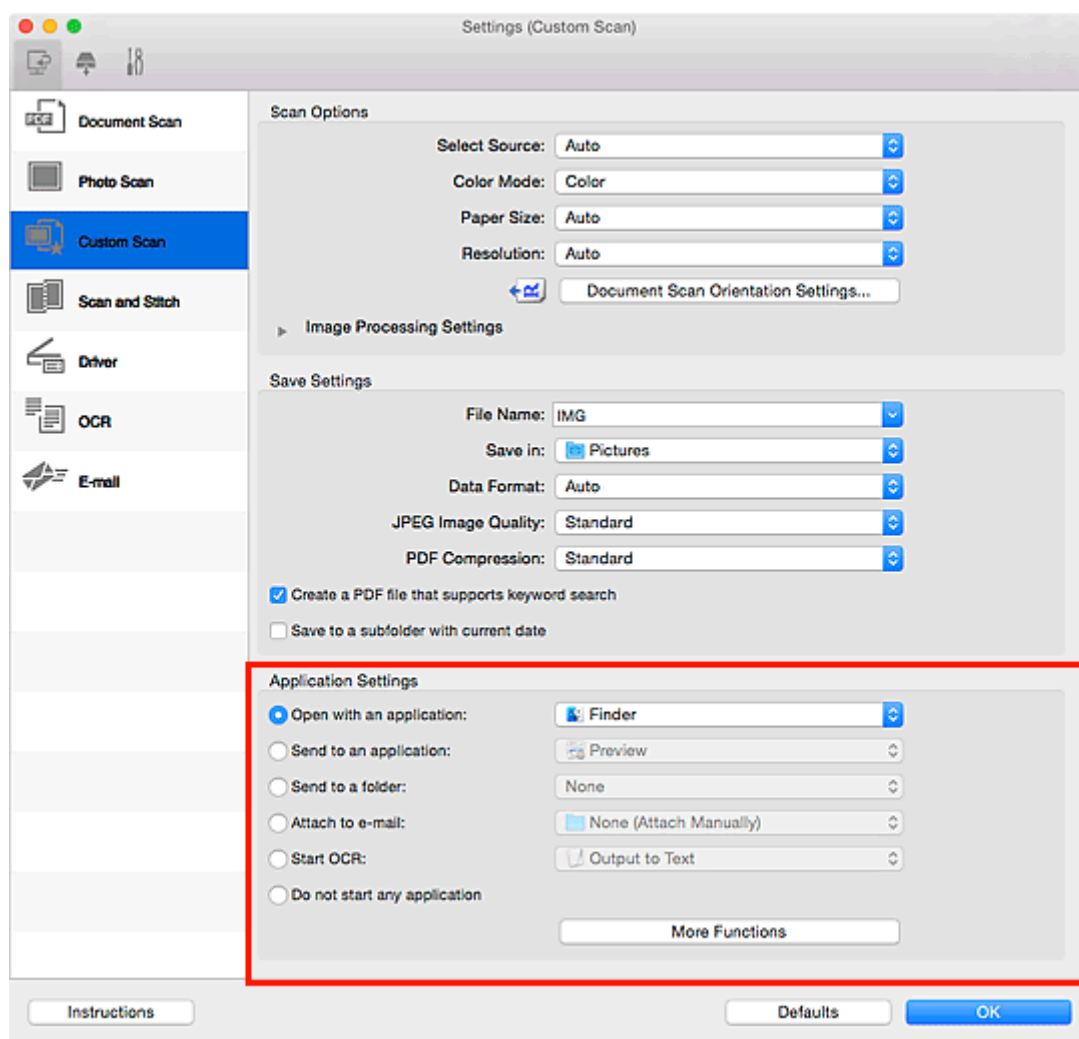 Settings (Custom Scan)
Document Scan
Photo Scan
Custom Scan
Scan and Stitch
Driver
OCR
E-mail
Scan Options
Select Source: Auto
Color Mode: Color
Paper Size: Auto
Resolution: Auto
Document Scan Orientation Settings...
Image Processing Settings
Save Settings
File Name: IMG
Save in: Pictures
Data Format: Auto
JPEG Image Quality: Standard
PDF Compression: Standard
Create a PDF file that supports keyword search
Save to a subfolder with current date
Application Settings
Open with an application: Finder
Send to an application: Preview
Send to a folder: None
Attach to e-mail: None (Attach Manually)
Start OCR: Output to Text
Do not start any application
More Functions
Instructions Defaults OK